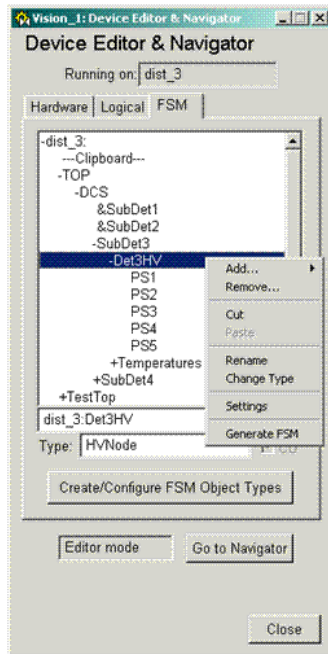 Vision_1: Device Editor & Navigator
Device Editor & Navigator
Running on: dist_3
Hardware Logical FSM
-dist_3:
---Clipboard---
-TOP
-DCS
&SubDet1
&SubDet2
-SubDet3
-Det3HV
PS1
PS2
PS3
PS4
PS5
+Temperatures
+SubDet4
+TestTop
Add...
Remove...
Cut
Paste
Rename
Change Type
Settings
Generate FSM
dist_3:Det3HV
Type: HVNode
Create/Configure FSM Object Types
Editor mode Go to Navigator
Close